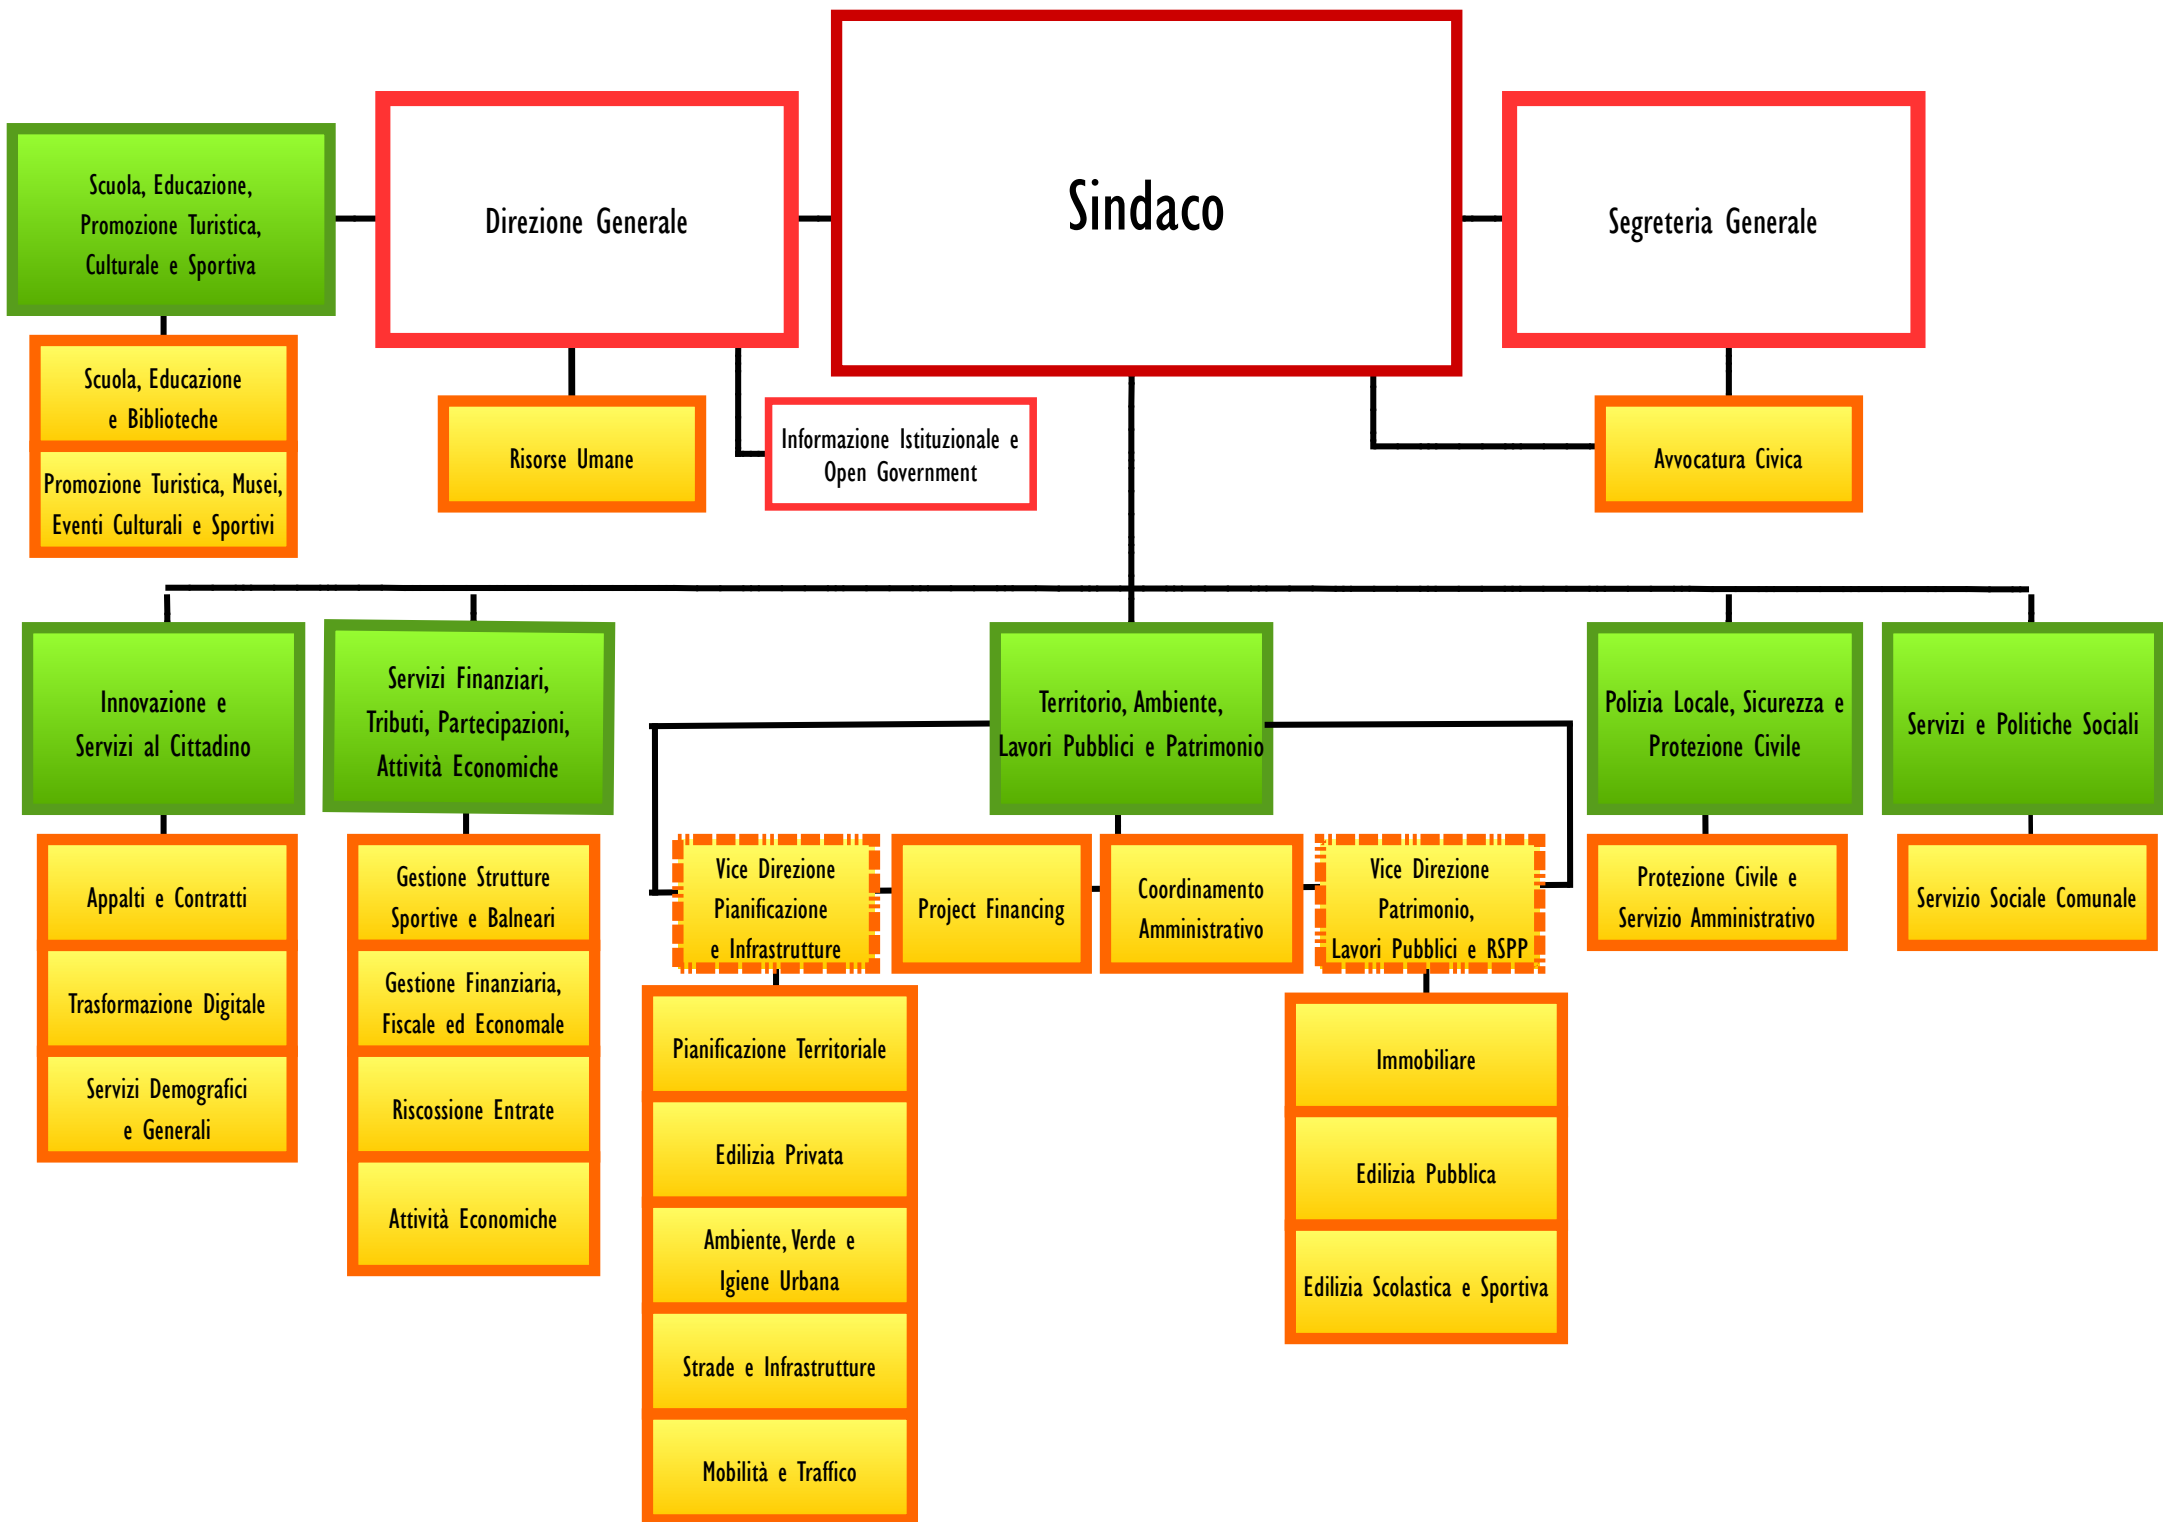 Sindaco
Direzione Generale
Segreteria Generale
Scuola, Educazione,
Promozione Turistica,
Culturale e Sportiva
Scuola, Educazione
e Biblioteche
Promozione Turistica, Musei,
Eventi Culturali e Sportivi
Risorse Umane
Informazione Istituzionale e
Open Government
Avvocatura Civica
Innovazione e
Servizi al Cittadino
Appalti e Contratti
Trasformazione Digitale
Servizi Demografici
e Generali
Servizi Finanziari,
Tributi, Partecipazioni,
Attività Economiche
Gestione Strutture
Sportive e Balneari
Gestione Finanziaria,
Fiscale ed Economale
Riscossione Entrate
Attività Economiche
Territorio, Ambiente,
Lavori Pubblici e Patrimonio
Vice Direzione
Pianificazione
e Infrastrutture
Project Financing
Coordinamento
Amministrativo
Vice Direzione
Patrimonio,
Lavori Pubblici e RSPP
Pianificazione Territoriale
Edilizia Privata
Ambiente, Verde e
Igiene Urbana
Strade e Infrastrutture
Mobilità e Traffico
Immobiliare
Edilizia Pubblica
Edilizia Scolastica e Sportiva
Polizia Locale, Sicurezza e
Protezione Civile
Protezione Civile e
Servizio Amministrativo
Servizi e Politiche Sociali
Servizio Sociale Comunale